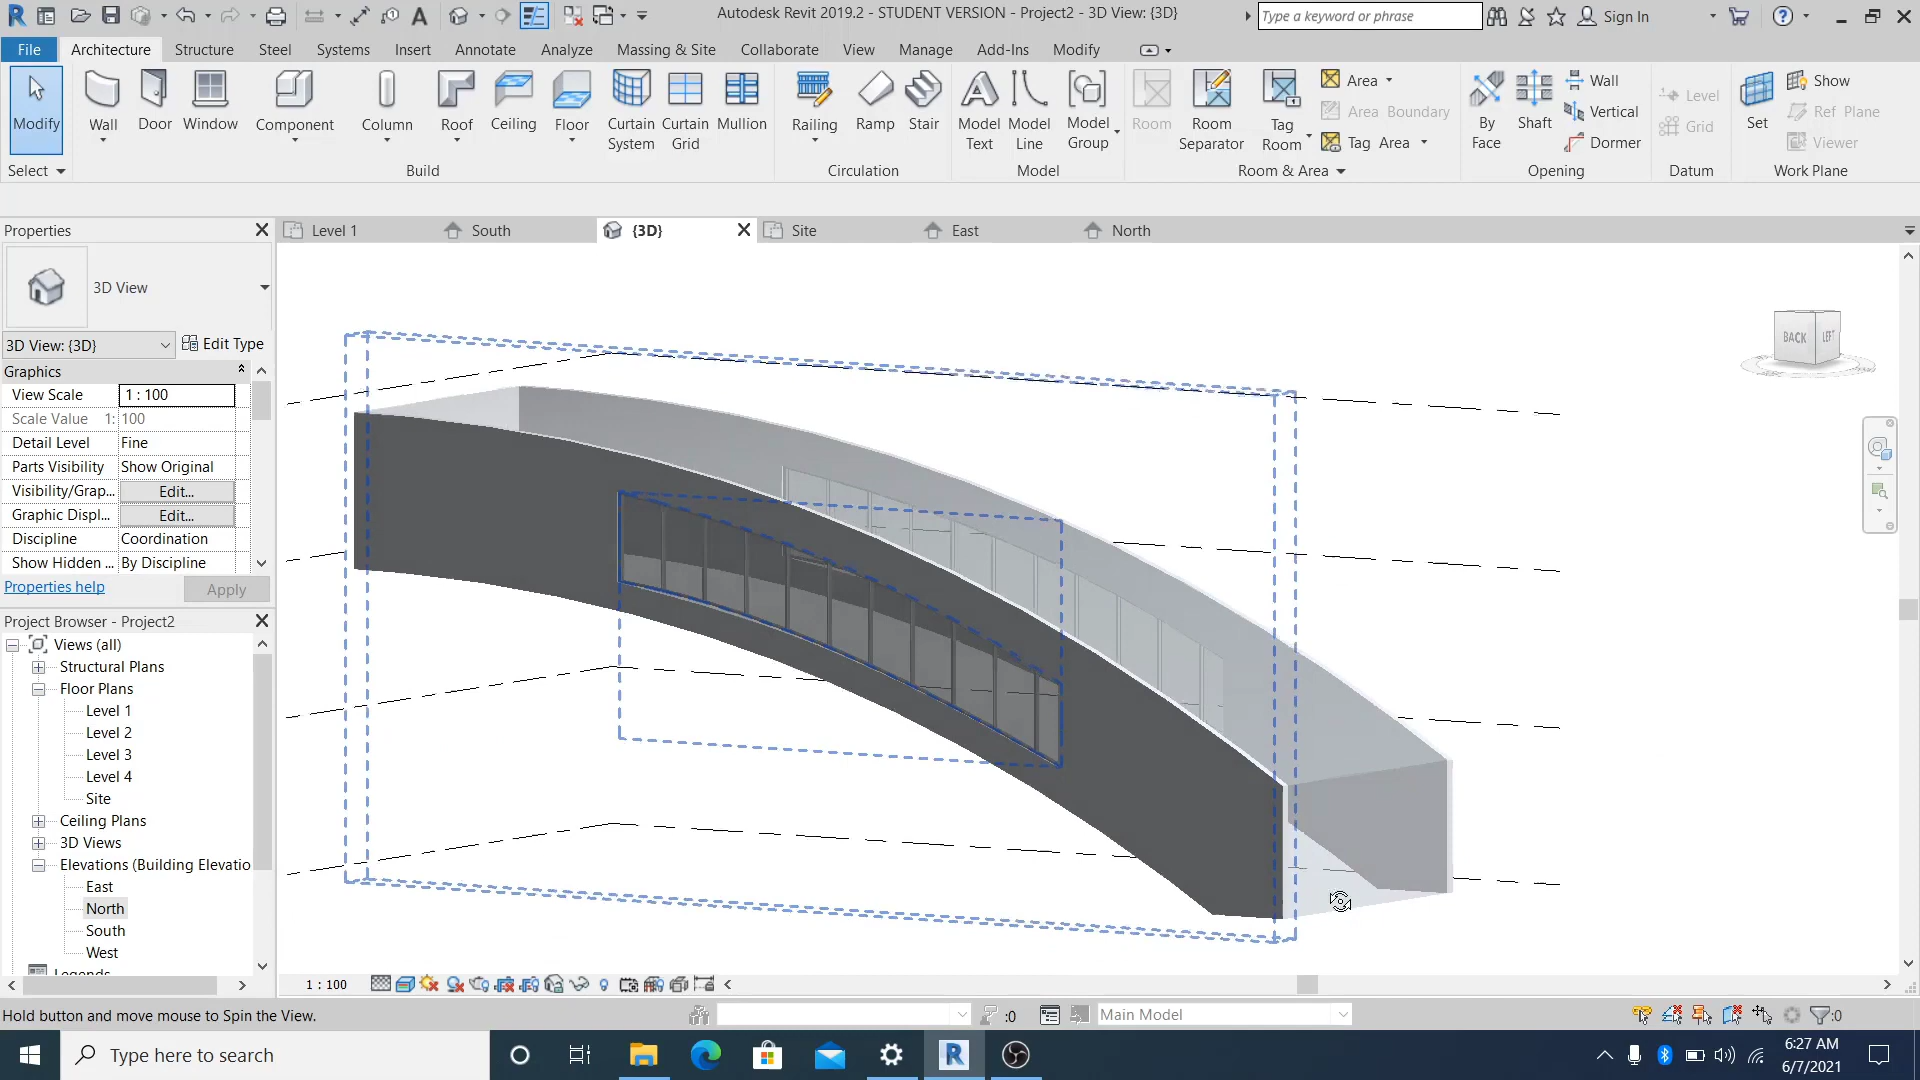 Autodesk Revit 2019.2 - STUDENT VERSION - Project2 - 3D View: {3D}
Type a keyword or phrase
Sign In
File
Architecture
Structure
Steel
Systems
Insert
Annotate
Analyze
Massing & Site
Collaborate
View
Manage
Add-Ins
Modify
Modify
Wall
Door
Window
Component
Column
Roof
Ceiling
Floor
Curtain
System
Curtain
Grid
Mullion
Railing
Ramp
Stair
Model
Text
Model
Line
Model
Group
Room
Room
Separator
Tag
Room
Area
Area Boundary
Tag Area
By
Face
Shaft
Wall
Vertical
Dormer
Level
Grid
Set
Show
Ref Plane
Viewer
Select
Build
Circulation
Model
Room & Area
Opening
Datum
Work Plane
Properties
Level 1
South
{3D}
Site
East
North
3D View
3D View: {3D}
Edit Type
Graphics
View Scale
1 : 100
Scale Value 1:
100
Detail Level
Fine
Parts Visibility
Show Original
Visibility/Grap...
Edit...
Graphic Displ...
Edit...
Discipline
Coordination
Show Hidden ...
By Discipline
Properties help
Apply
BACK
LEFT
Project Browser - Project2
Views (all)
Structural Plans
Floor Plans
Level 1
Level 2
Level 3
Level 4
Site
Ceiling Plans
3D Views
Elevations (Building Elevatio
East
North
South
West
Legends
1 : 100
Hold button and move mouse to Spin the View.
:0
Main Model
:0
Type here to search
6:27 AM
6/7/2021